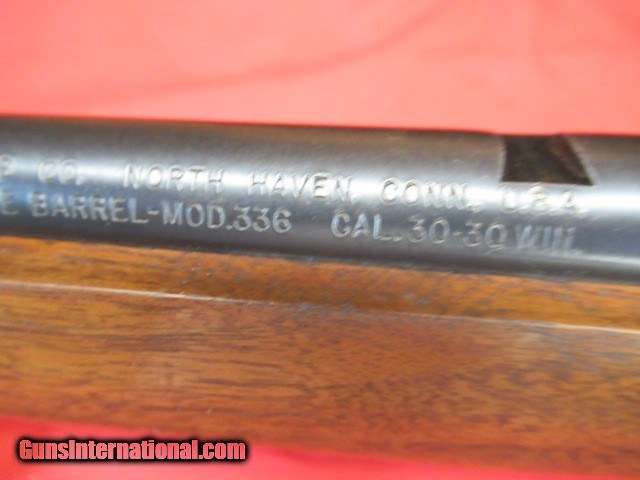 CO. NORTH HAVEN, CONN. U.S.A.
E BARREL-MOD.336 CAL. 30-30 WIN.
GunsInternational.com